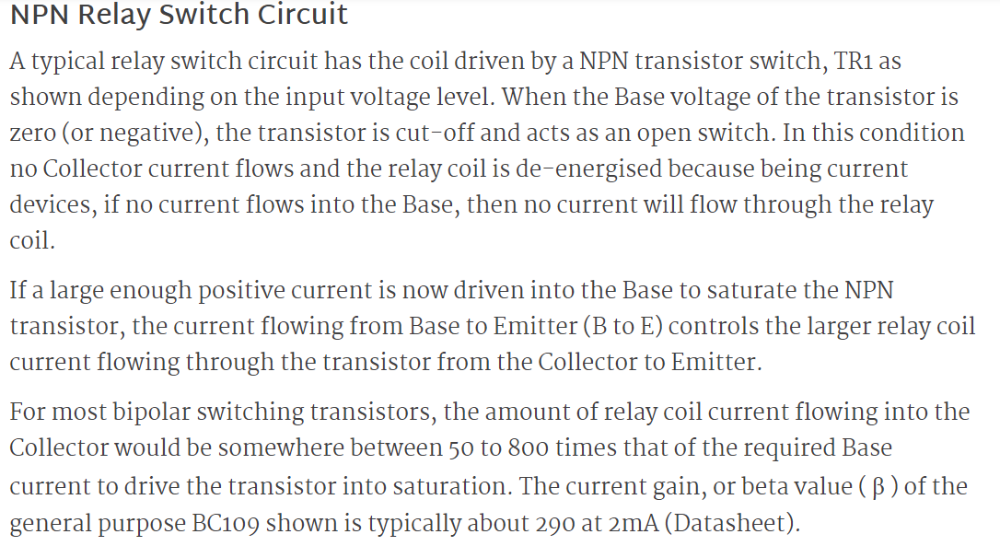 NPN Relay Switch Circuit
A typical relay switch circuit has the coil driven by a NPN transistor switch, TR1 as
shown depending on the input voltage level. When the Base voltage of the transistor is
zero (or negative), the transistor is cut-off and acts as an open switch. In this condition
no Collector current flows and the relay coil is de-energised because being current
devices, if no current flows into the Base, then no current will flow through the relay
coil.
If a large enough positive current is now driven into the Base to saturate the NPN
transistor, the current flowing from Base to Emitter (B to E) controls the larger relay coil
current flowing through the transistor from the Collector to Emitter.
For most bipolar switching transistors, the amount of relay coil current flowing into the
Collector would be somewhere between 50 to 800 times that of the required Base
current to drive the transistor into saturation. The current gain, or beta value ( β ) of the
general purpose BC109 shown is typically about 290 at 2mA (Datasheet).